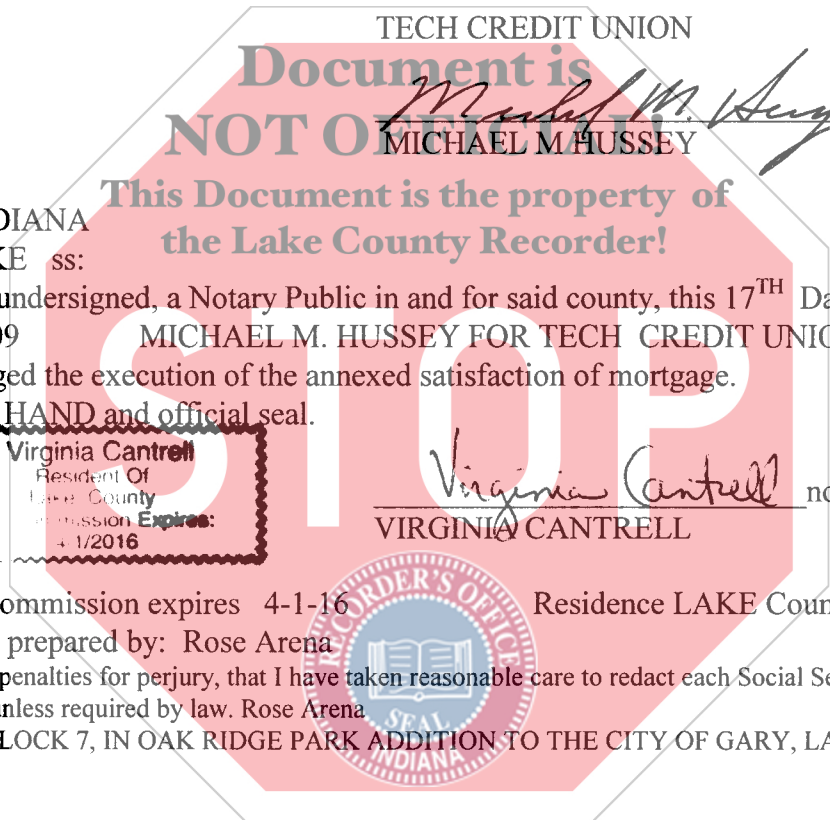 TECH CREDIT UNION
Document is
NOT OFFICIAL!
MICHAEL M HUSSEY
This Document is the property of
the Lake County Recorder!
DIANA
KE ss:
undersigned, a Notary Public in and for said county, this 17TH Da
09 MICHAEL M. HUSSEY FOR TECH CREDIT UNIO
ged the execution of the annexed satisfaction of mortgage.
HAND and official seal.
STOP
Virginia Cantrell
Resident Of
Lake County
mission Expires:
4-1/2016
Virginia Cantrell no
VIRGINIA CANTRELL
ommission expires 4-1-16 Residence LAKE Coun
prepared by: Rose Arena
penalties for perjury, that I have taken reasonable care to redact each Social Se
unless required by law. Rose Arena
RECORDER'S OFFICE
SEAL
INDIANA
LOCK 7, IN OAK RIDGE PARK ADDITION TO THE CITY OF GARY, LA